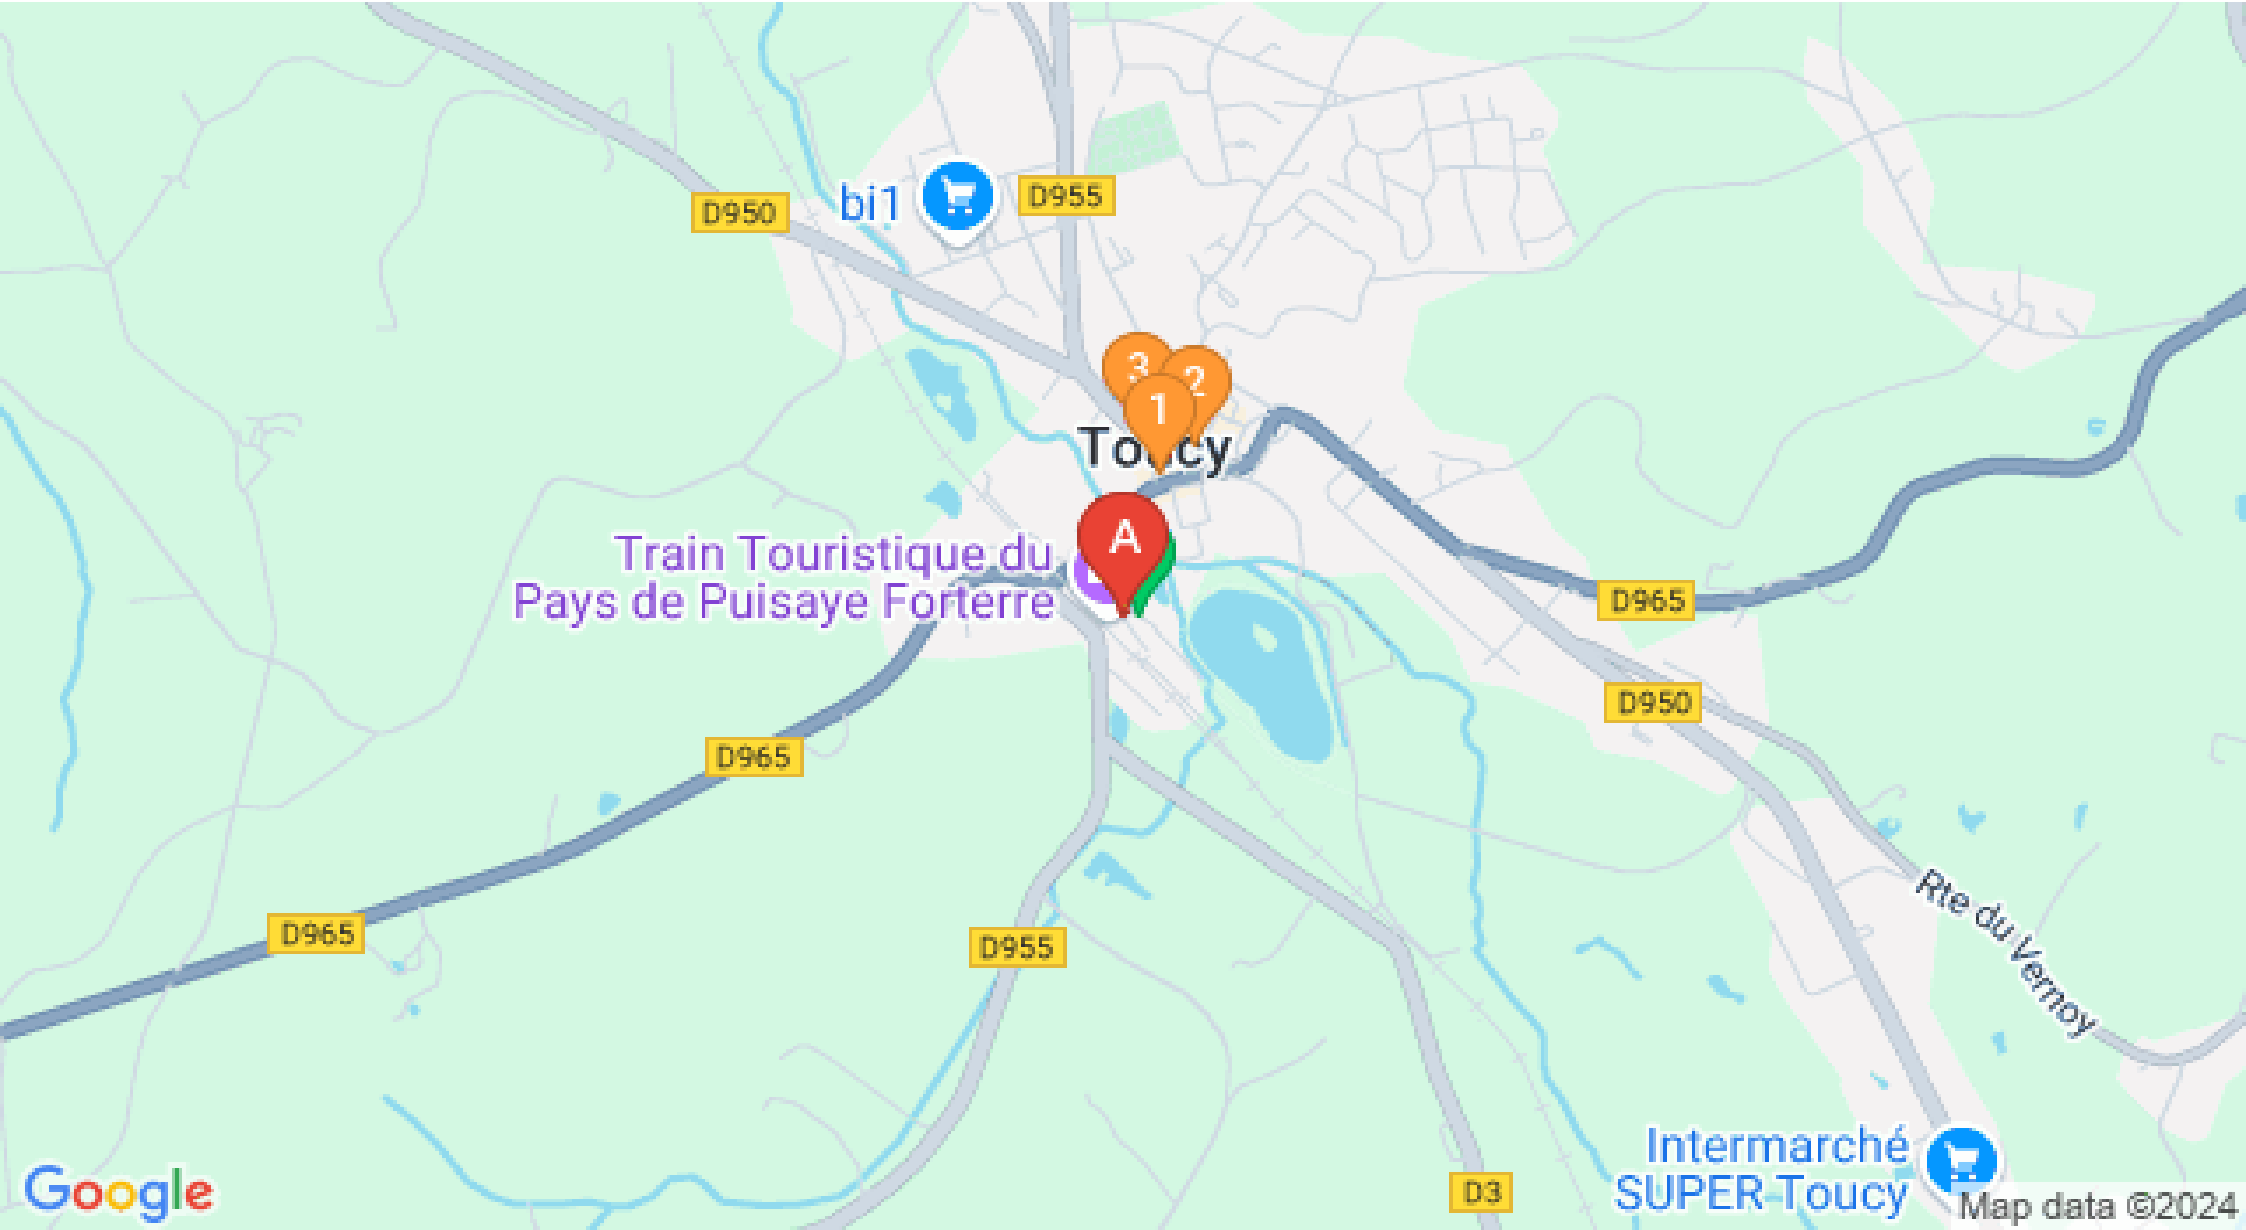 D950
bi1
D955
3
2
1
Toucy
A
Train Touristique du
Pays de Puisaye Forterre
D965
D950
D965
D965
D955
Rte du Vernoy
Intermarché
SUPER Toucy
D3
Google
Map data ©2024